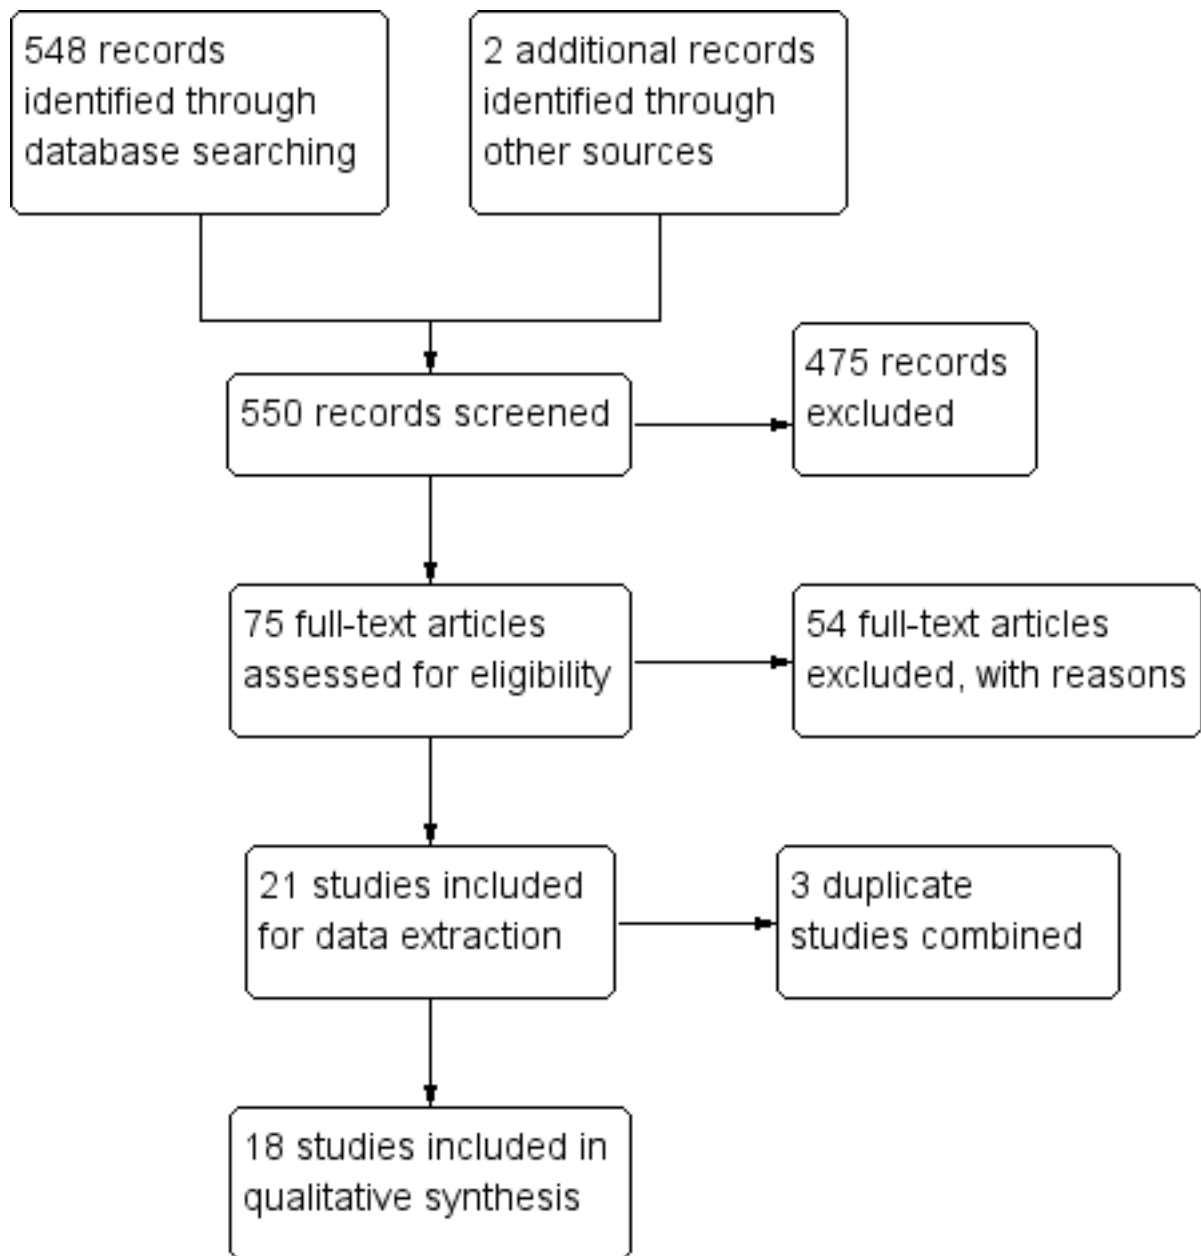 548 records
identified through
database searching
2 additional records
identified through
other sources
550 records screened
475 records
excluded
75 full-text articles
assessed for eligibility
54 full-text articles
excluded, with reasons
21 studies included
for data extraction
3 duplicate
studies combined
18 studies included in
qualitative synthesis